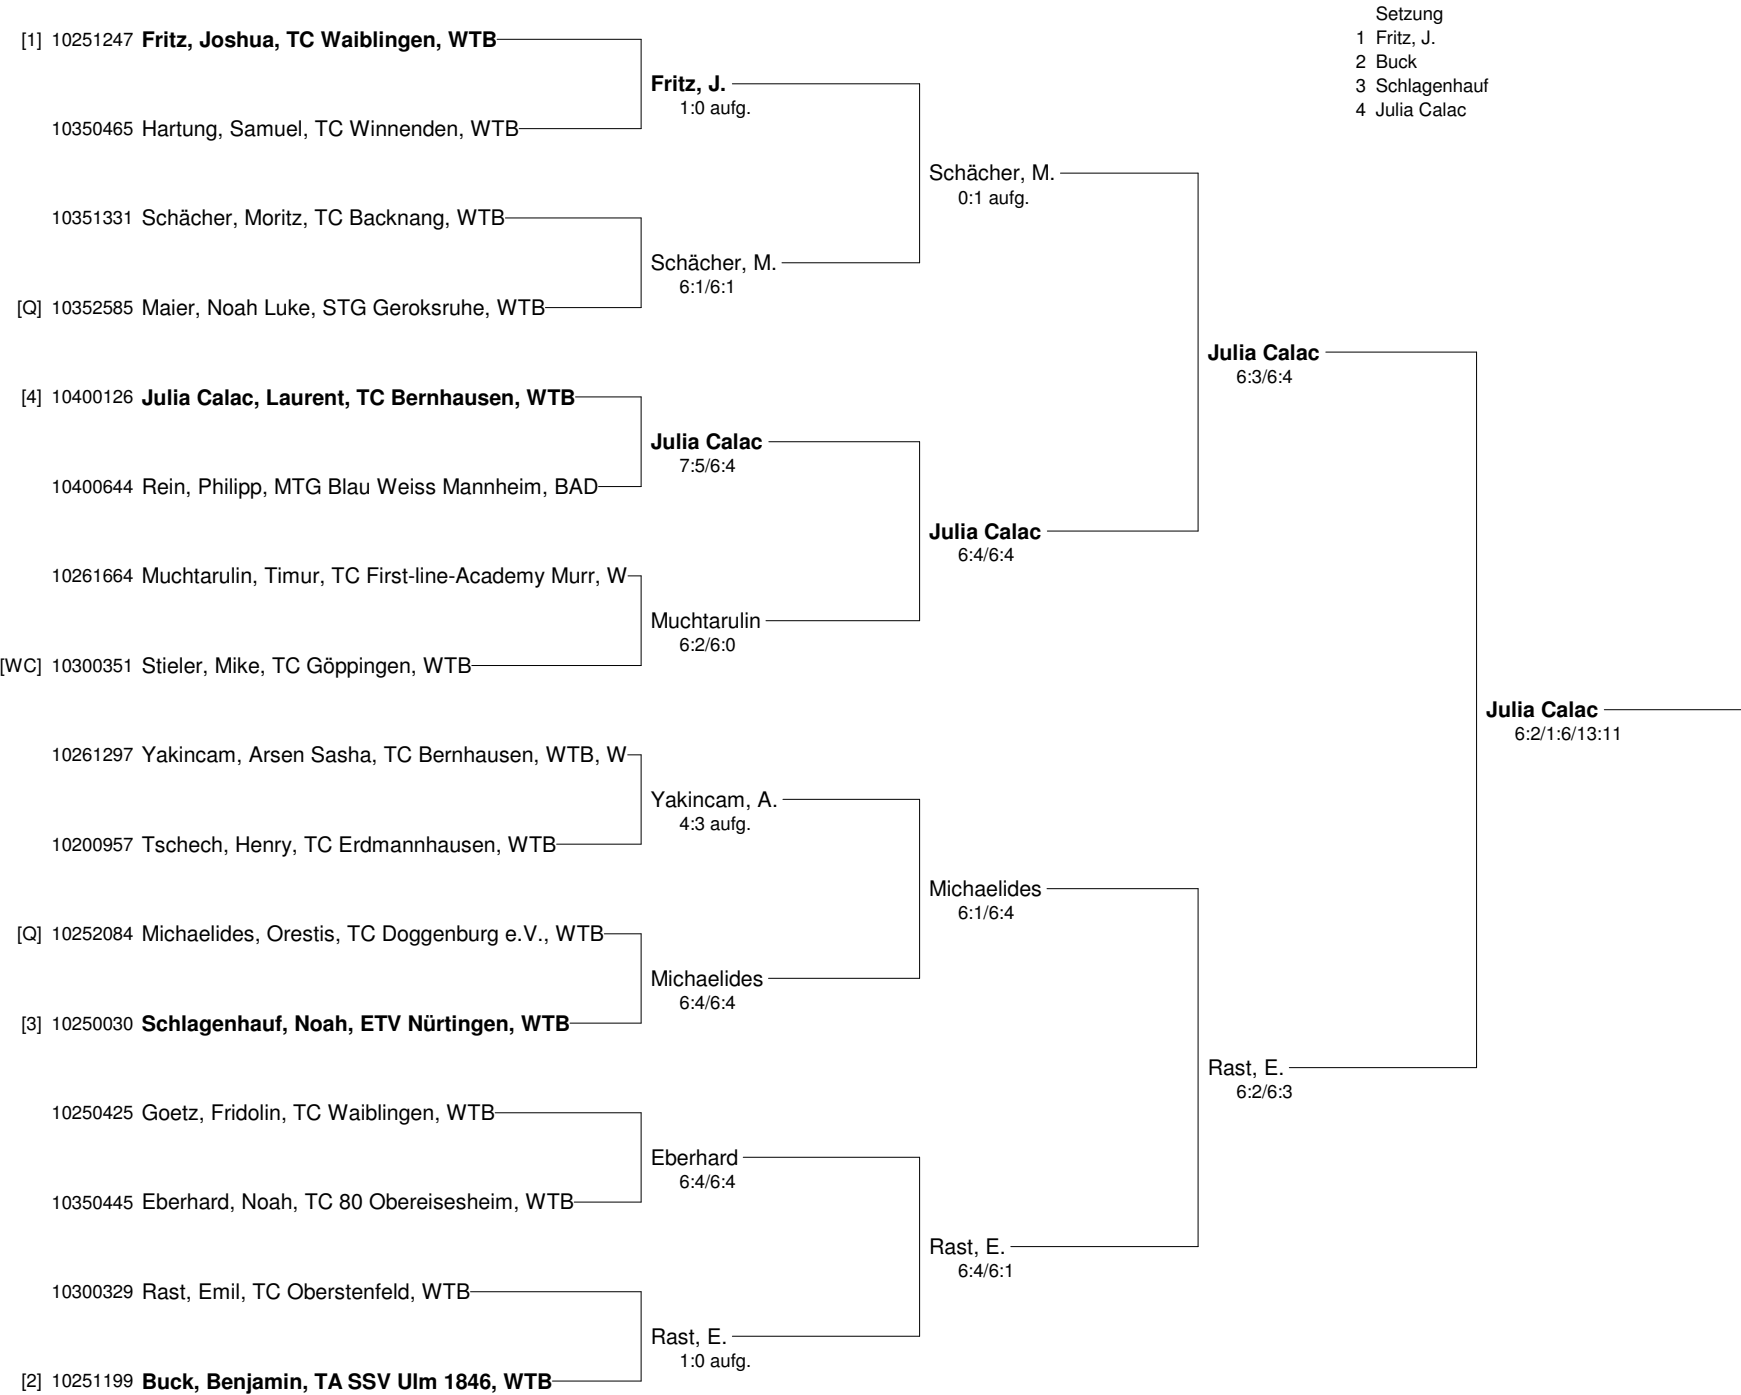 Setzung
1 Fritz, J.
2 Buck
3 Schlagenhauf
4 Julia Calac
[1] 10251247 Fritz, Joshua, TC Waiblingen, WTB
Fritz, J.
1:0 aufg.
10350465 Hartung, Samuel, TC Winnenden, WTB
Schächer, M.
0:1 aufg.
10351331 Schächer, Moritz, TC Backnang, WTB
Schächer, M.
6:1/6:1
[Q] 10352585 Maier, Noah Luke, STG Geroksruhe, WTB
Julia Calac
6:3/6:4
[4] 10400126 Julia Calac, Laurent, TC Bernhausen, WTB
Julia Calac
7:5/6:4
10400644 Rein, Philipp, MTG Blau Weiss Mannheim, BAD
Julia Calac
6:4/6:4
10261664 Muchtarulin, Timur, TC First-line-Academy Murr, W
Muchtarulin
6:2/6:0
[WC] 10300351 Stieler, Mike, TC Göppingen, WTB
Julia Calac
6:2/1:6/13:11
10261297 Yakincam, Arsen Sasha, TC Bernhausen, WTB, W
Yakincam, A.
4:3 aufg.
10200957 Tschech, Henry, TC Erdmannhausen, WTB
Michaelides
6:1/6:4
[Q] 10252084 Michaelides, Orestis, TC Doggenburg e.V., WTB
Michaelides
6:4/6:4
[3] 10250030 Schlagenhauf, Noah, ETV Nürtingen, WTB
Rast, E.
6:2/6:3
10250425 Goetz, Fridolin, TC Waiblingen, WTB
Eberhard
6:4/6:4
10350445 Eberhard, Noah, TC 80 Obereisesheim, WTB
Rast, E.
6:4/6:1
10300329 Rast, Emil, TC Oberstenfeld, WTB
Rast, E.
1:0 aufg.
[2] 10251199 Buck, Benjamin, TA SSV Ulm 1846, WTB